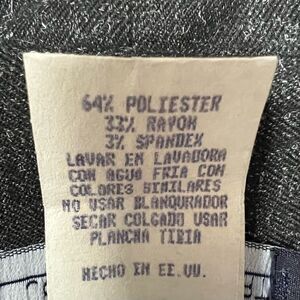 64% POLIESTER
33% RAYON
3% SPANDEX
LAVAR EN LAVADORA
CON AGUA FRIA CON
COLORES SIMILARES
NO USAR BLANQURADOR
SECAR COLGADO USAR
PLANCHA TIBIA
HECHO EN EE.UU.